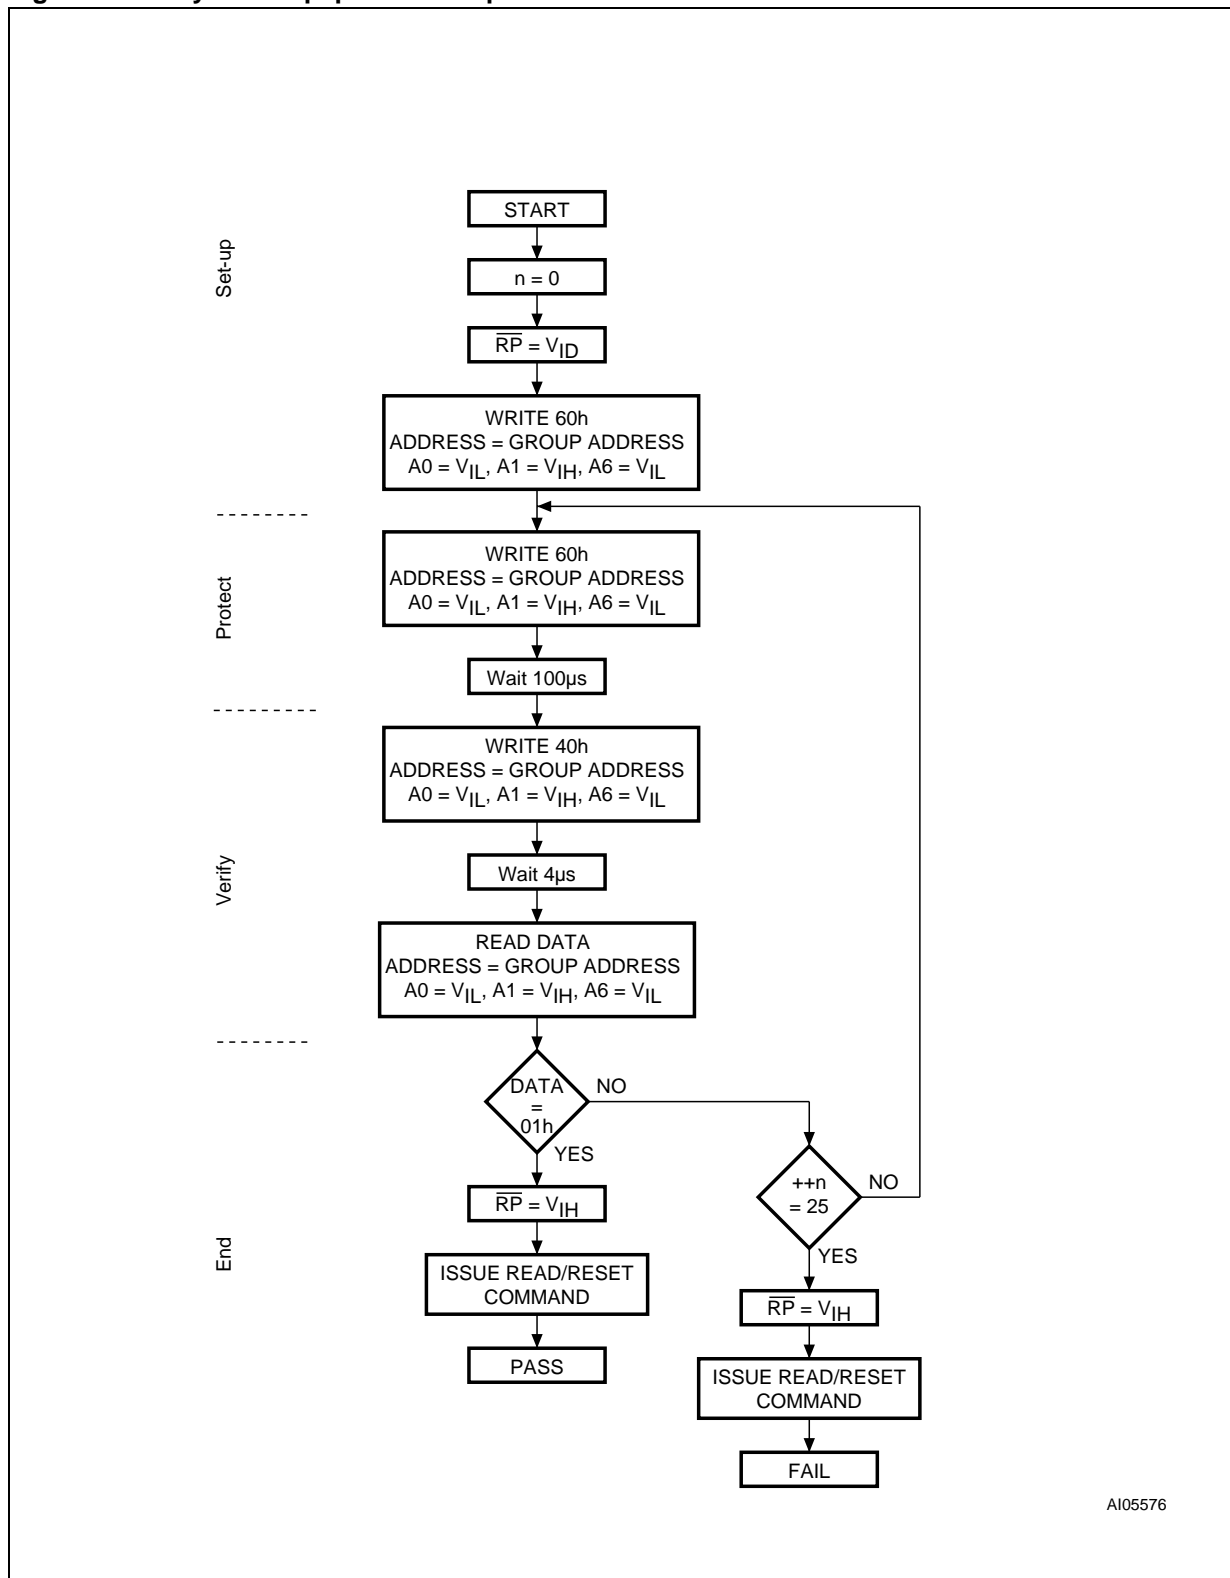 START
Set-up
n = 0
RP = VID
WRITE 60h
ADDRESS = GROUP ADDRESS
A0 = VIL, A1 = VIH, A6 = VIL
Protect
WRITE 60h
ADDRESS = GROUP ADDRESS
A0 = VIL, A1 = VIH, A6 = VIL
Wait 100µs
WRITE 40h
ADDRESS = GROUP ADDRESS
A0 = VIL, A1 = VIH, A6 = VIL
Verify
Wait 4µs
READ DATA
ADDRESS = GROUP ADDRESS
A0 = VIL, A1 = VIH, A6 = VIL
DATA
=
01h
NO
YES
++n
= 25
NO
YES
End
RP = VIH
ISSUE READ/RESET
COMMAND
PASS
RP = VIH
ISSUE READ/RESET
COMMAND
FAIL
AI05576